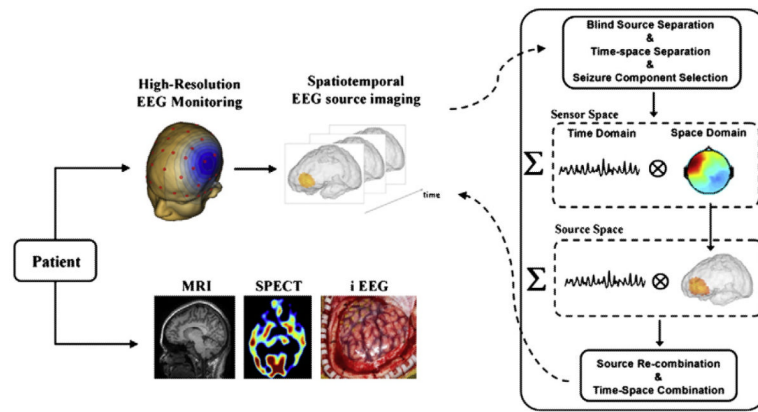 High-Resolution
EEG Monitoring
Spatiotemporal
EEG source imaging
time
Patient
MRI
SPECT
i EEG
Blind Source Separation
&
Time-space Separation
&
Seizure Component Selection
Sensor Space
Time Domain
Space Domain
Σ
⊗
Source Space
Σ
⊗
Source Re-combination
&
Time-Space Combination